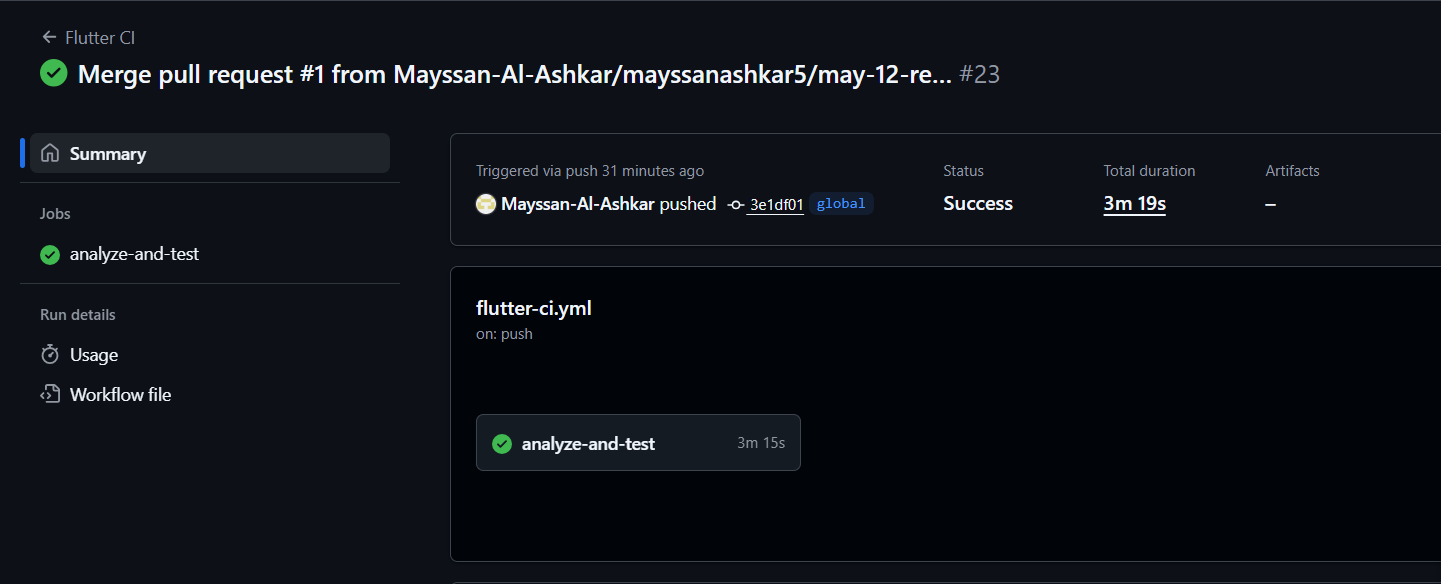 Flutter CI
Merge pull request #1 from Mayssan-Al-Ashkar/mayssanashkar5/may-12-re... #23
Summary
Jobs
analyze-and-test
Run details
Usage
Workflow file
Triggered via push 31 minutes ago
Mayssan-Al-Ashkar pushed 3e1df01 global
Status
Success
Total duration
3m 19s
Artifacts
–
flutter-ci.yml
on: push
analyze-and-test 3m 15s